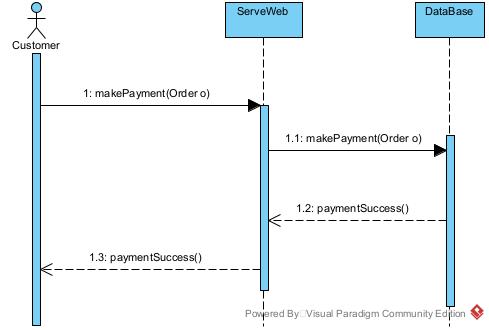 ServeWeb
DataBase
Customer
1: makePayment(Order o)
1.1: makePayment(Order o)
1.2: paymentSuccess()
1.3: paymentSuccess()
Powered By Visual Paradigm Community Edition